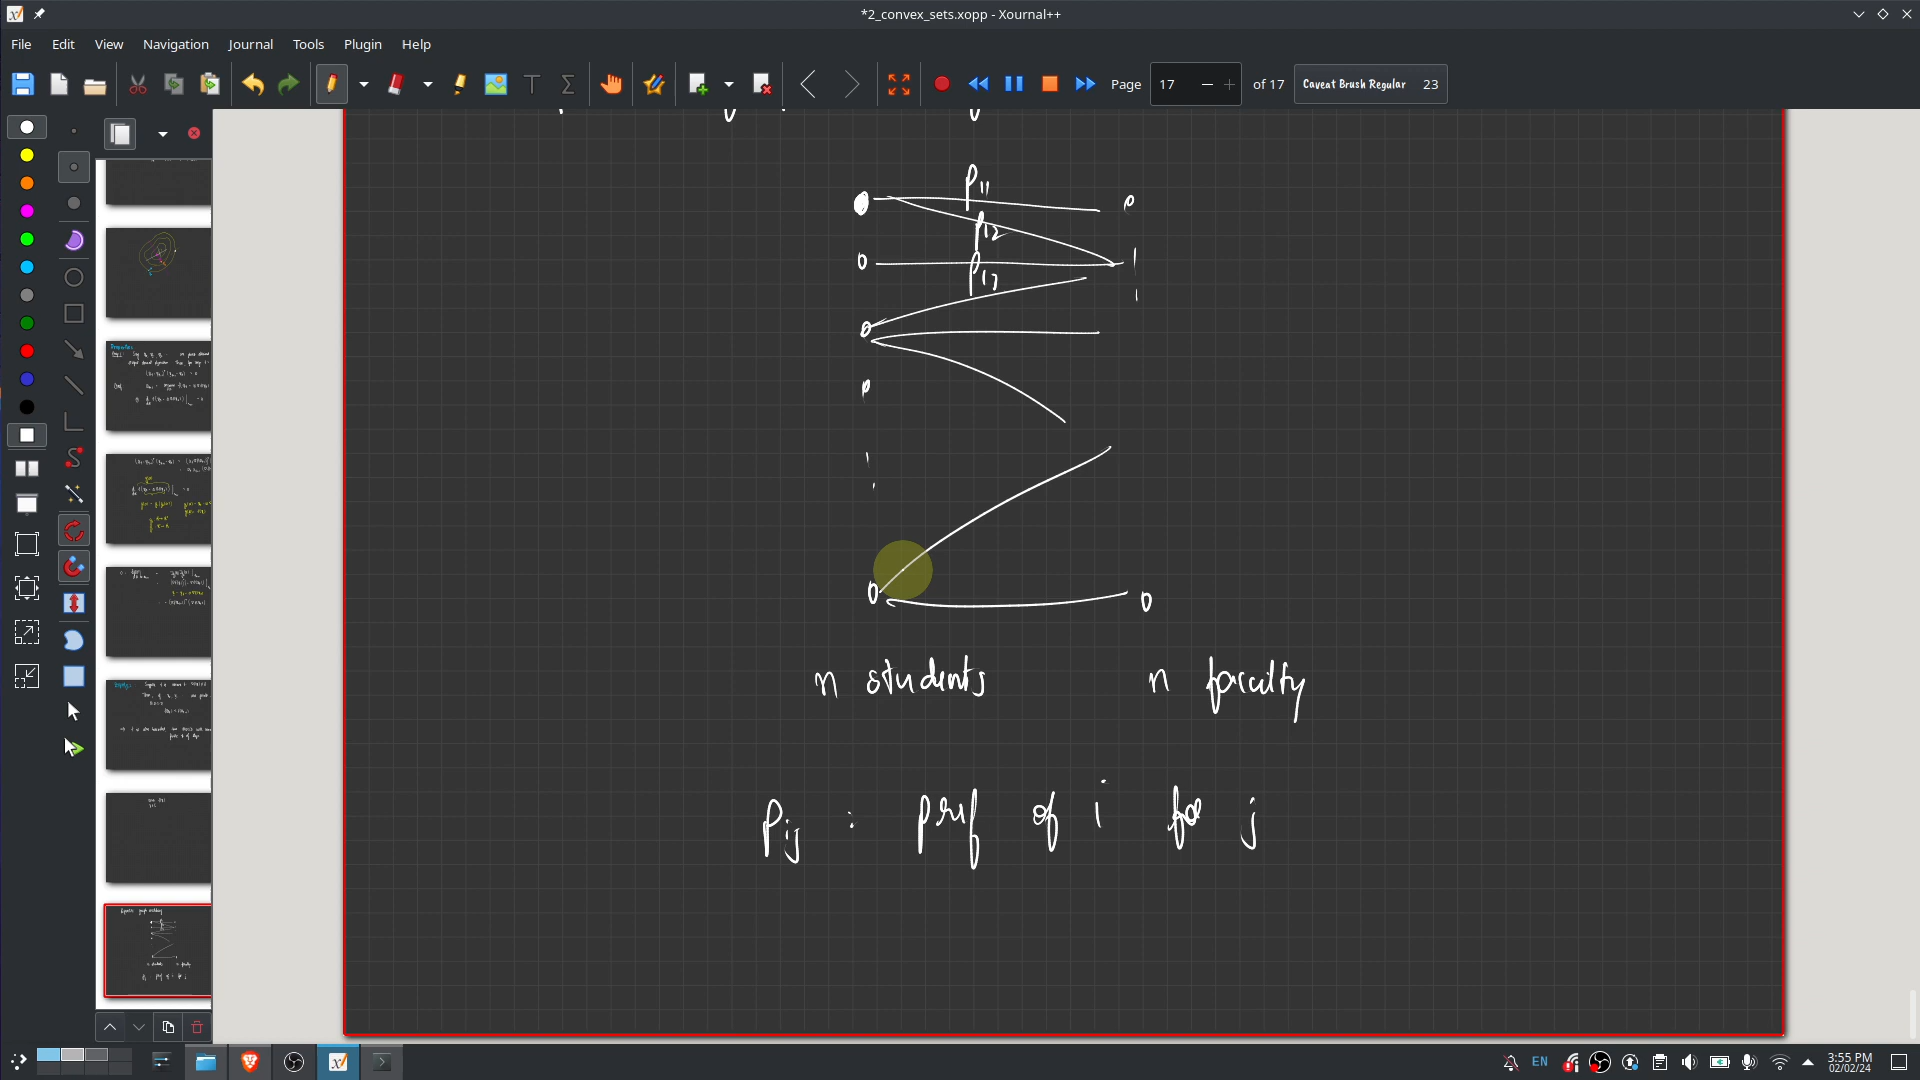 *2_convex_sets.xopp - Xournal++
File Edit View Navigation Journal Tools Plugin Help
Page 17 of 17 Caveat Brush Regular 23
P11
P12
P13
n students n faculty
Pij : pref of i for j
EN
3:55 PM
02/02/24